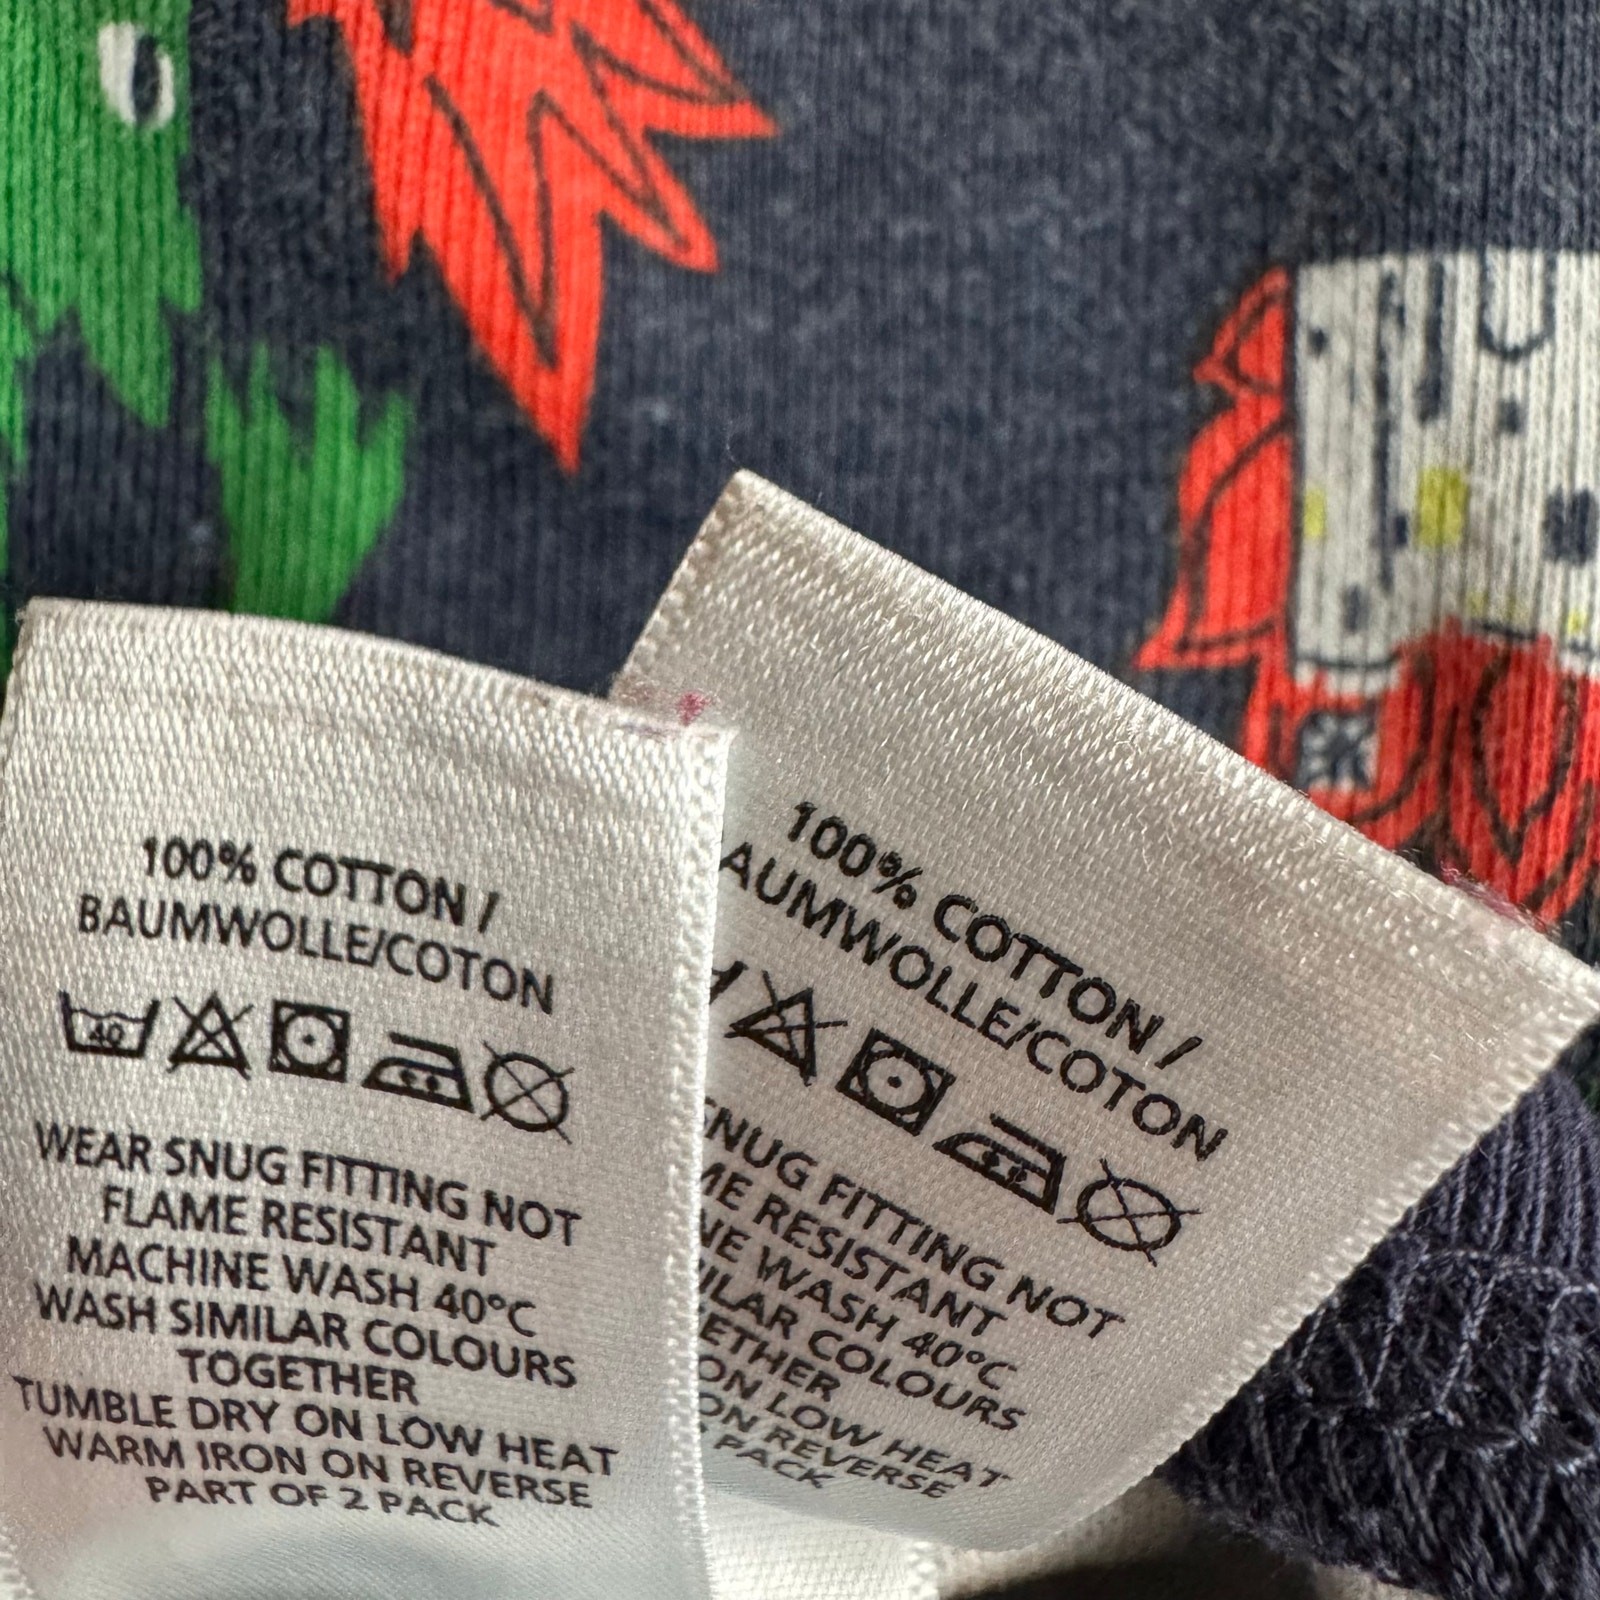 100% COTTON /
BAUMWOLLE/COTON
40
WEAR SNUG FITTING NOT
FLAME RESISTANT
MACHINE WASH 40°C
WASH SIMILAR COLOURS
TOGETHER
TUMBLE DRY ON LOW HEAT
WARM IRON ON REVERSE
PART OF 2 PACK
100% COTTON /
AUMWOLLE/COTON
NUG FITTING NOT
ME RESISTANT
NE WASH 40°C
ILAR COLOURS
ETHER
ON LOW HEAT
ON REVERSE
PACK